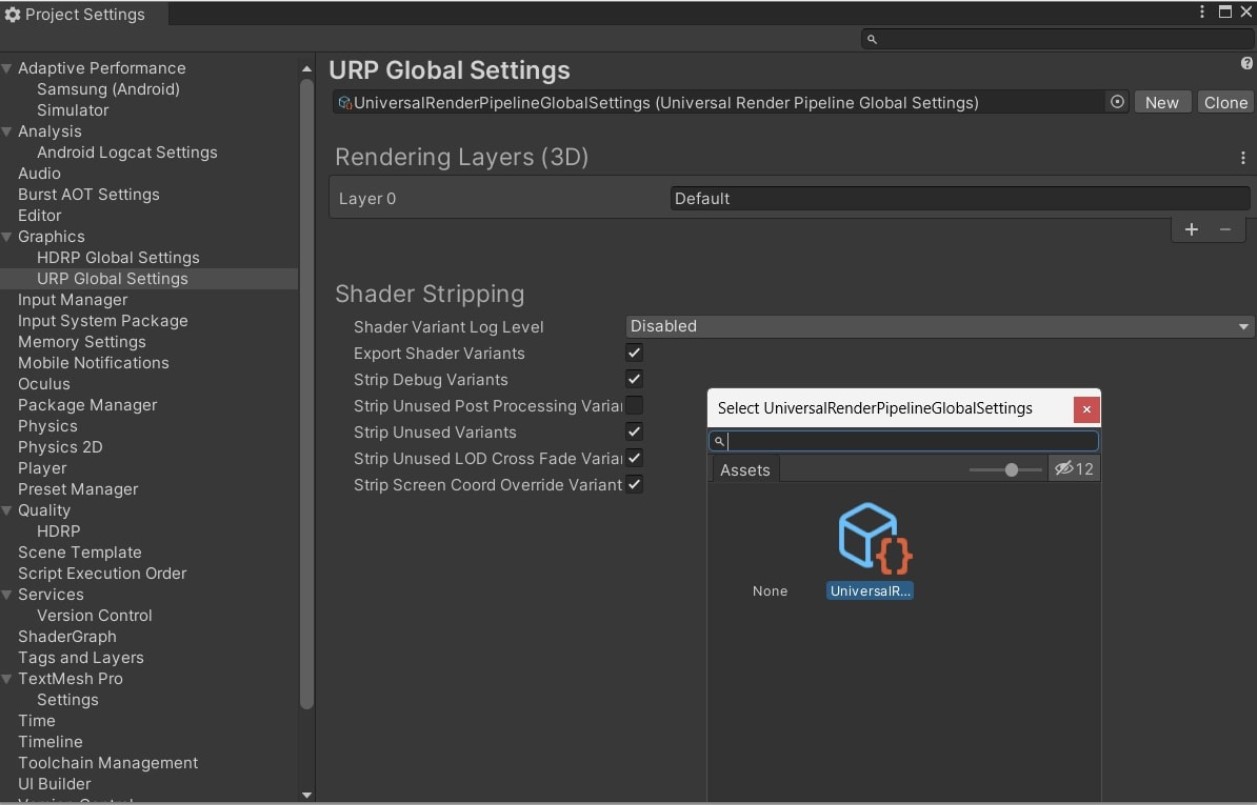 Project Settings
Adaptive Performance
Samsung (Android)
Simulator
Analysis
Android Logcat Settings
Audio
Burst AOT Settings
Editor
Graphics
HDRP Global Settings
URP Global Settings
Input Manager
Input System Package
Memory Settings
Mobile Notifications
Oculus
Package Manager
Physics
Physics 2D
Player
Preset Manager
Quality
HDRP
Scene Template
Script Execution Order
Services
Version Control
ShaderGraph
Tags and Layers
TextMesh Pro
Settings
Time
Timeline
Toolchain Management
UI Builder
Version Control
URP Global Settings
UniversalRenderPipelineGlobalSettings (Universal Render Pipeline Global Settings)
New
Clone
Rendering Layers (3D)
Layer 0
Default
+ −
Shader Stripping
Shader Variant Log Level
Disabled
Export Shader Variants
Strip Debug Variants
Strip Unused Post Processing Varia
Strip Unused Variants
Strip Unused LOD Cross Fade Varia
Strip Screen Coord Override Variant
Select UniversalRenderPipelineGlobalSettings
Assets
12
{}
None
UniversalR...